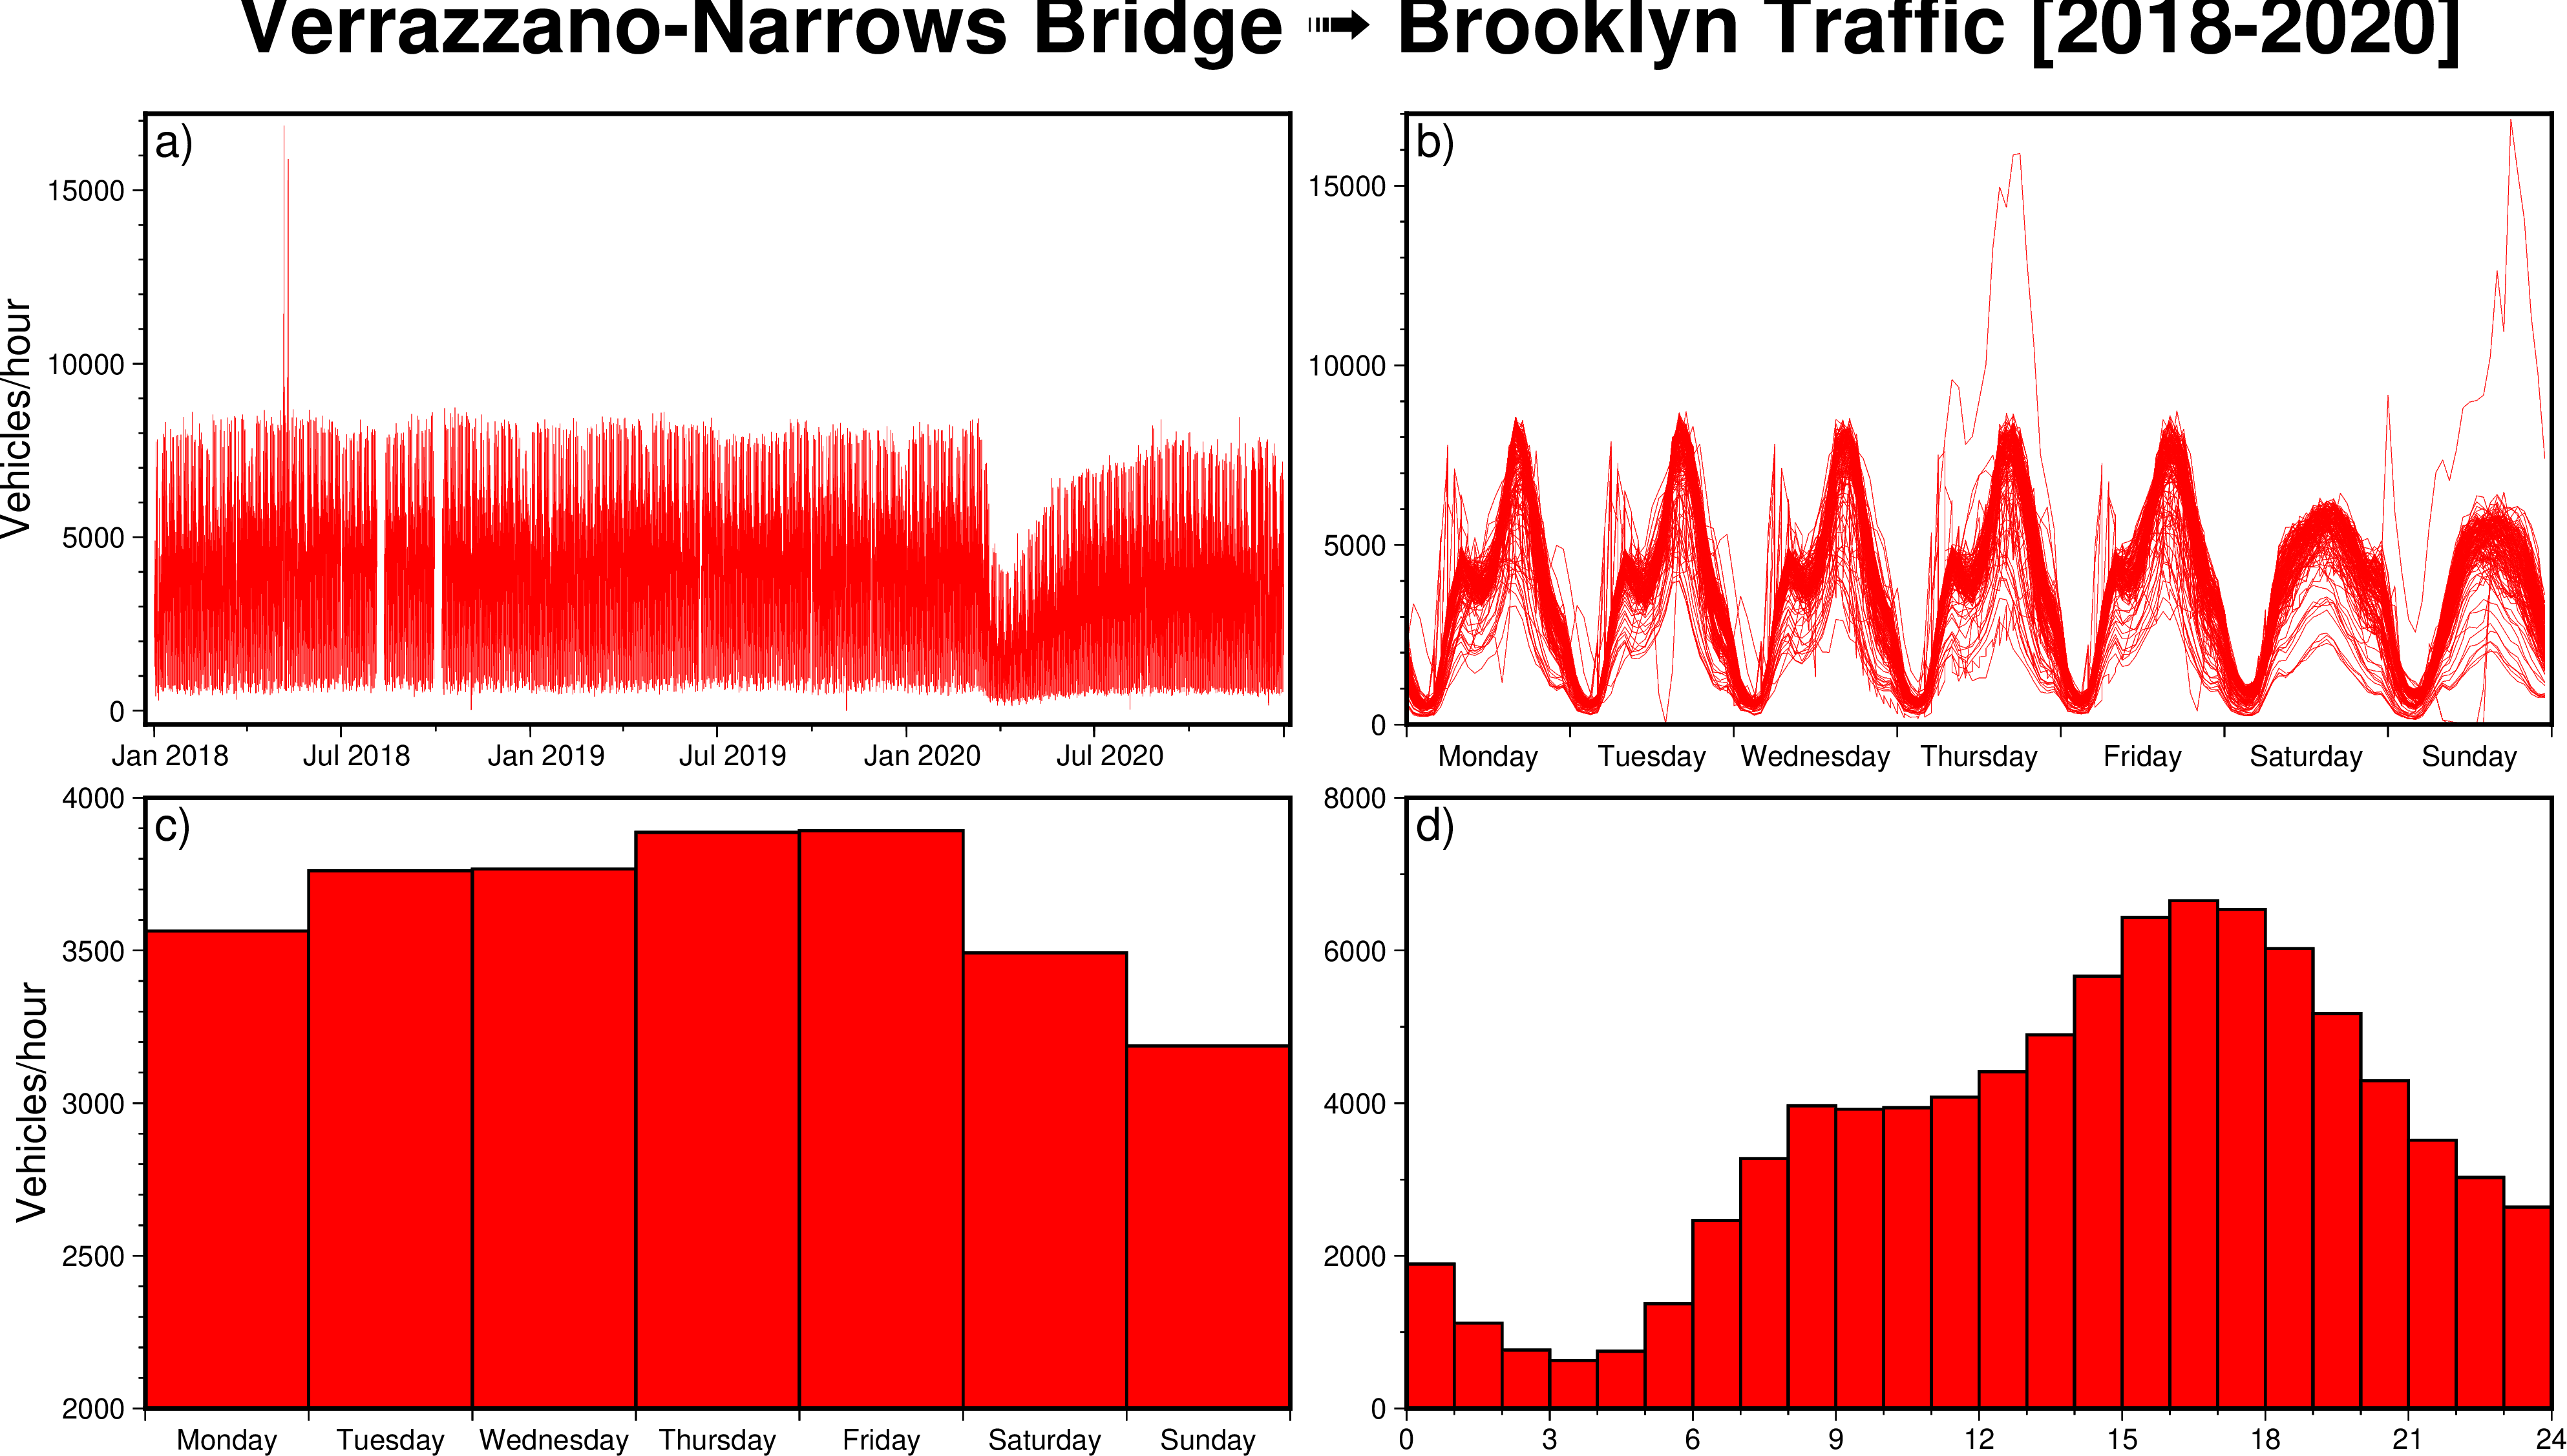 Verrazzano-Narrows Bridge ➠ Brooklyn Traffic [2018-2020]
a)
Vehicles/hour
15000
10000
5000
0
Jan 2018 Jul 2018 Jan 2019 Jul 2019 Jan 2020 Jul 2020
b)
15000
10000
5000
0
Monday Tuesday Wednesday Thursday Friday Saturday Sunday
c)
Vehicles/hour
4000
3500
3000
2500
2000
Monday Tuesday Wednesday Thursday Friday Saturday Sunday
d)
8000
6000
4000
2000
0
0 3 6 9 12 15 18 21 24